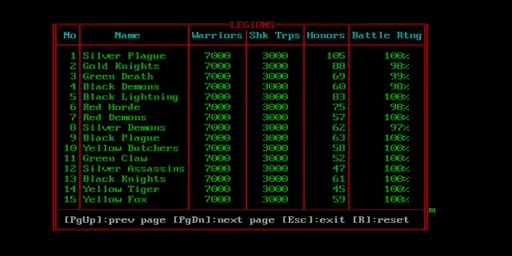 LEGIONS
No Name Warriors Shk Trps Honors Battle Rtng
1 Silver Plague 7000 3000 105 100%
2 Gold Knights 7000 3000 88 98%
3 Green Death 7000 3000 69 99%
4 Black Demons 7000 3000 60 98%
5 Black Lightning 7000 3000 83 100%
6 Red Horde 7000 3000 75 98%
7 Red Demons 7000 3000 57 100%
8 Silver Demons 7000 3000 62 97%
9 Black Plague 7000 3000 63 100%
10 Yellow Butchers 7000 3000 58 100%
11 Green Claw 7000 3000 52 100%
12 Silver Assassins 7000 3000 47 100%
13 Black Knights 7000 3000 61 100%
14 Yellow Tiger 7000 3000 45 100%
15 Yellow Fox 7000 3000 59 100%
m
[PgUp]:prev page [PgDn]:next page [Esc]:exit [R]:reset